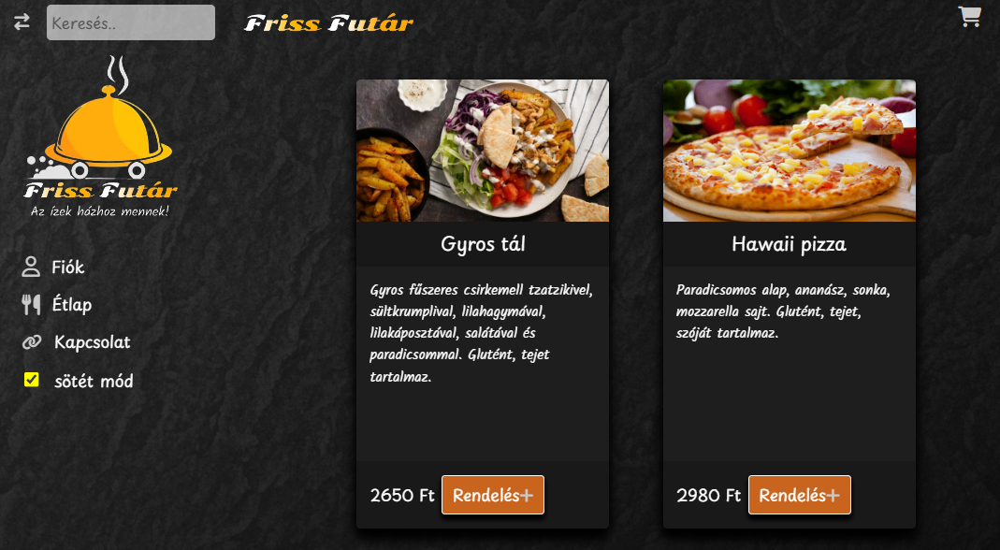 Keresés..
Friss Futár
Friss Futár
Az ízek házhoz mennek!
Fiók
Étlap
Kapcsolat
sötét mód
Gyros tál
Gyros fűszeres csirkemell tzatzikivel,
sültkrumplival, lilahagymával,
lilakáposztával, salátával és
paradicsommal. Glutént, tejet
tartalmaz.
2650 Ft Rendelés+
Hawaii pizza
Paradicsomos alap, ananász, sonka,
mozzarella sajt. Glutént, tejet,
szóját tartalmaz.
2980 Ft Rendelés+